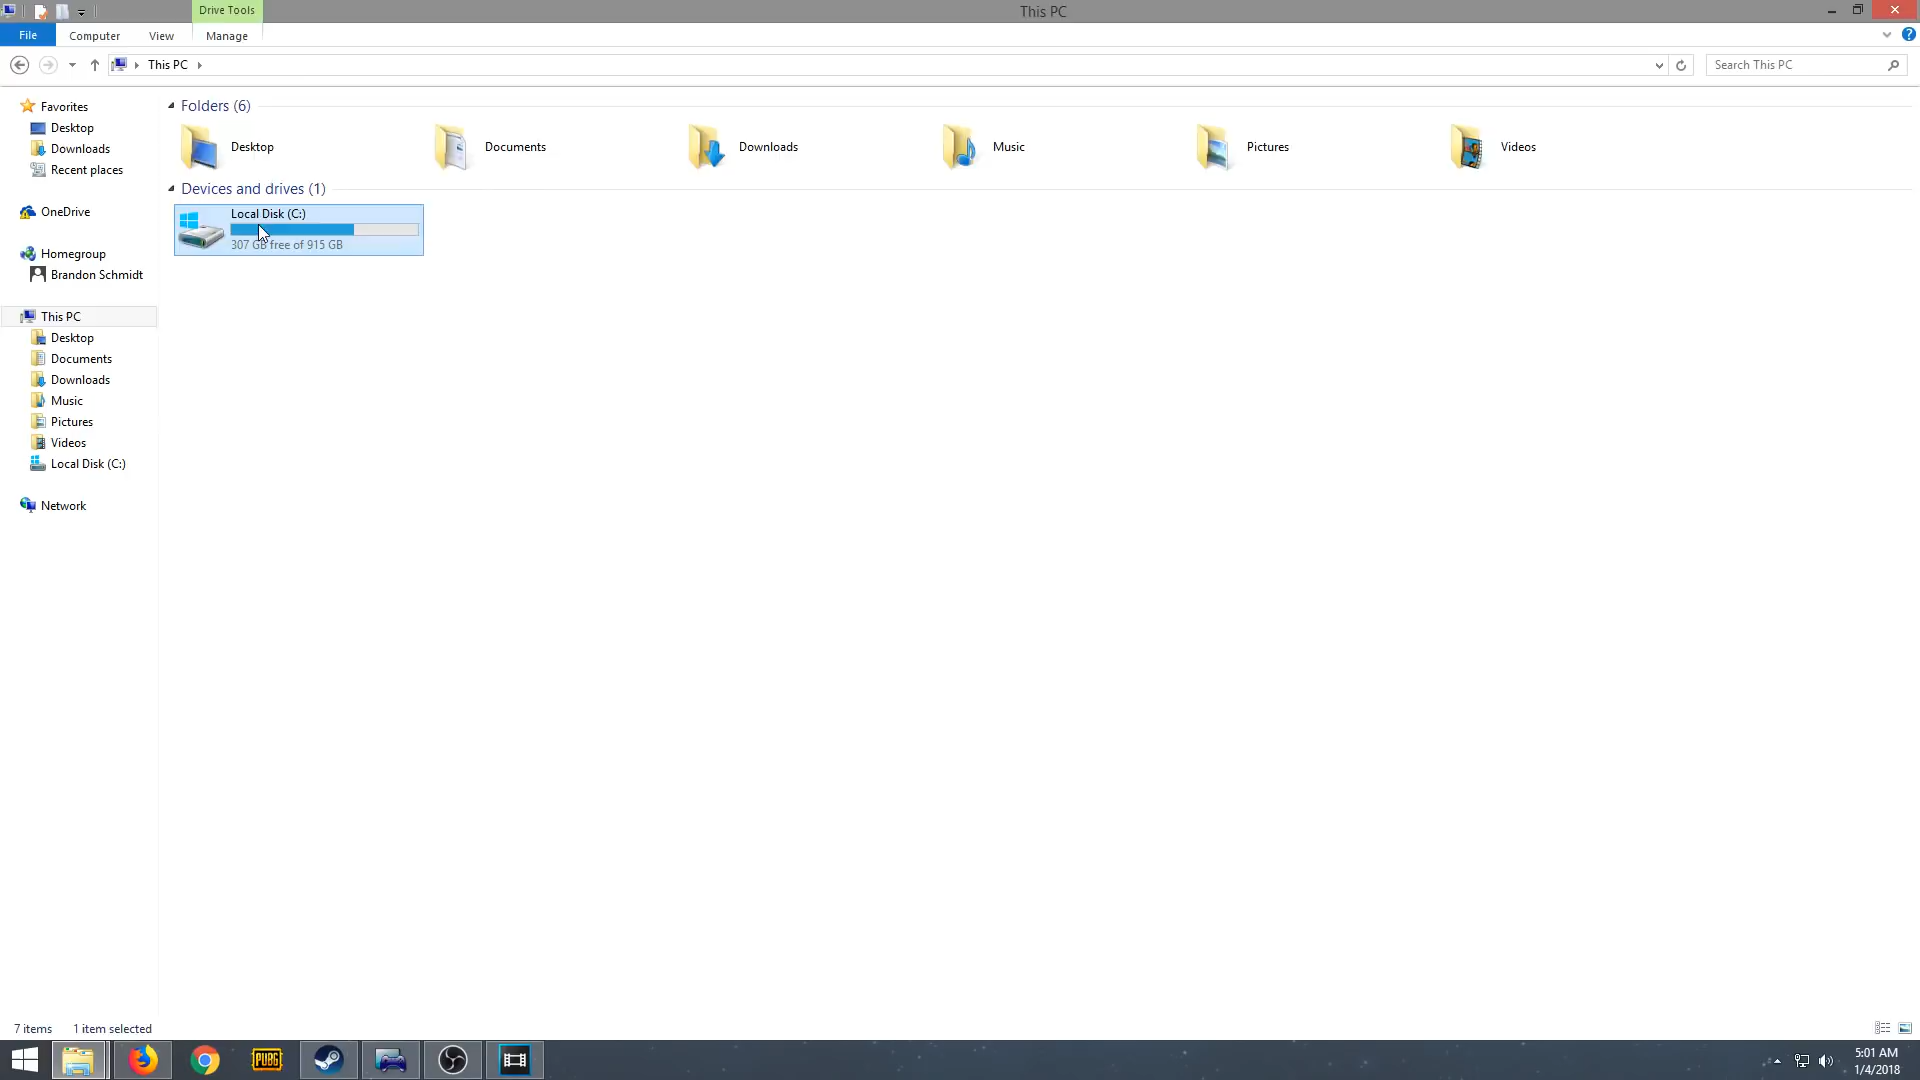 Drive Tools
This PC
File Computer View Manage
This PC
Search This PC
Favorites
Desktop
Downloads
Recent places
OneDrive
Homegroup
Brandon Schmidt
This PC
Desktop
Documents
Downloads
Music
Pictures
Videos
Local Disk (C:)
Network
Folders (6)
Desktop Documents Downloads Music Pictures Videos
Devices and drives (1)
Local Disk (C:)
307 GB free of 915 GB
7 items 1 item selected
PUBG
5:01 AM
1/4/2018